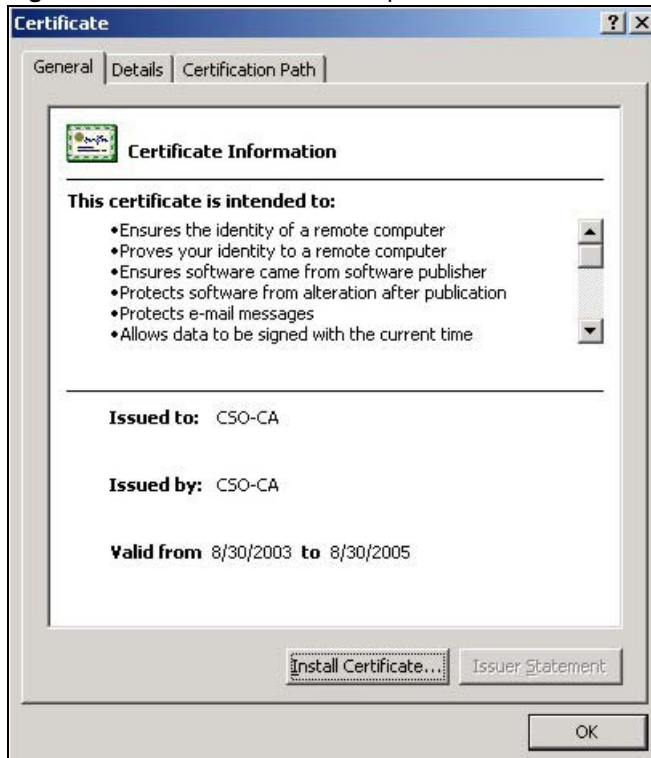 Certificate
? X
General Details Certification Path
Certificate Information
This certificate is intended to:
•Ensures the identity of a remote computer
•Proves your identity to a remote computer
•Ensures software came from software publisher
•Protects software from alteration after publication
•Protects e-mail messages
•Allows data to be signed with the current time
Issued to: CSO-CA
Issued by: CSO-CA
Valid from 8/30/2003 to 8/30/2005
Install Certificate... Issuer Statement
OK